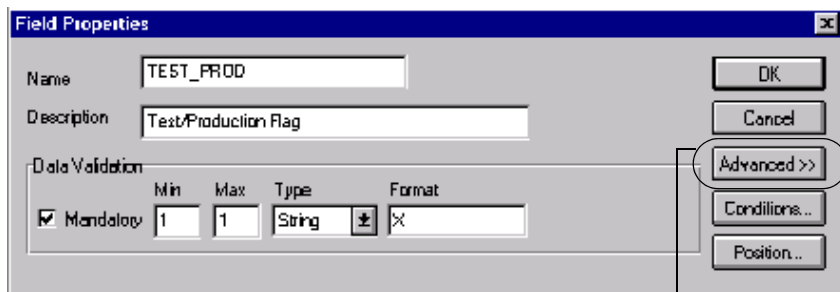 Field Properties
Name TEST_PROD
Description Test/Production Flag
Data Validation
Min Max Type Format
Mandatory 1 1 String X
OK
Cancel
Advanced >>
Conditions...
Position...